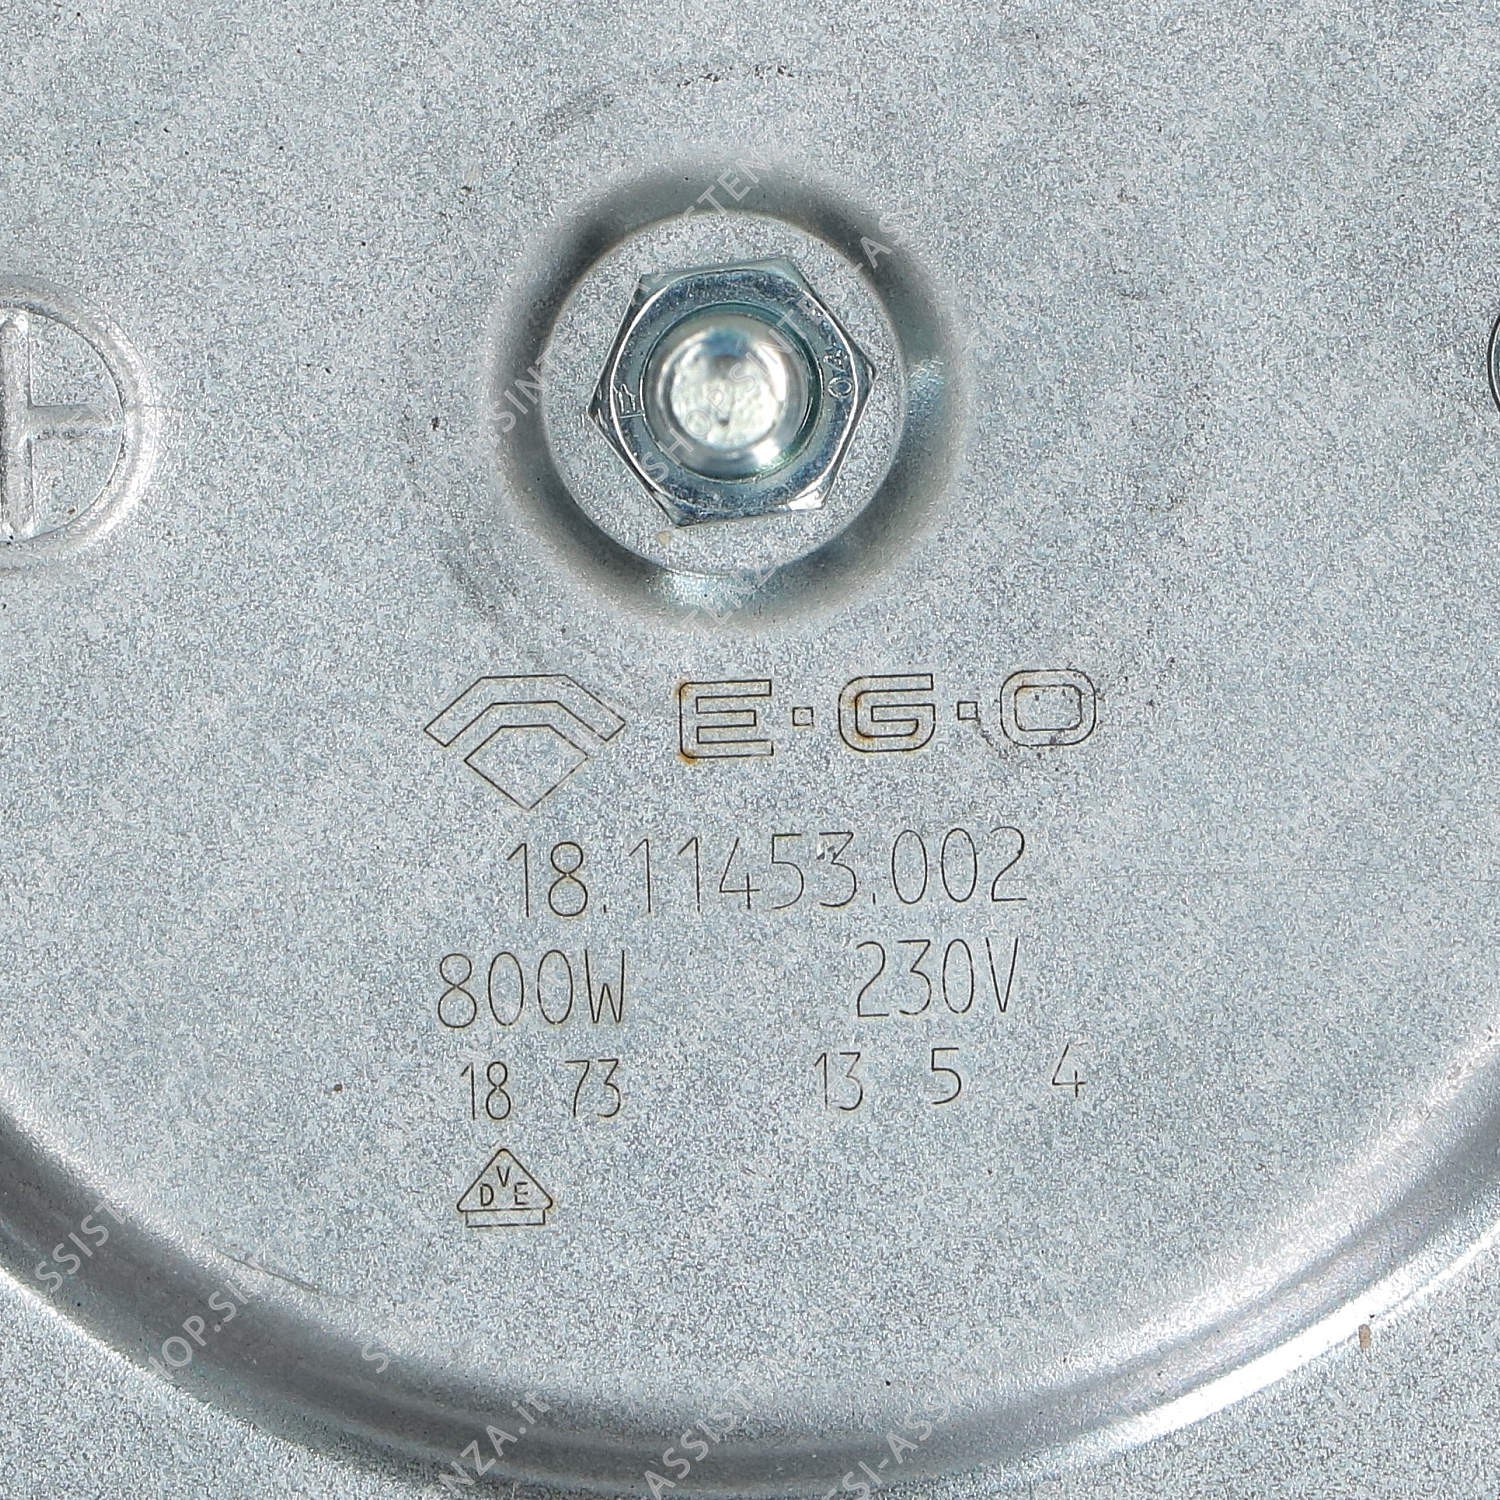 E·G·O
18.11453.002
800W 230V
18 73 13 5 4
DVE